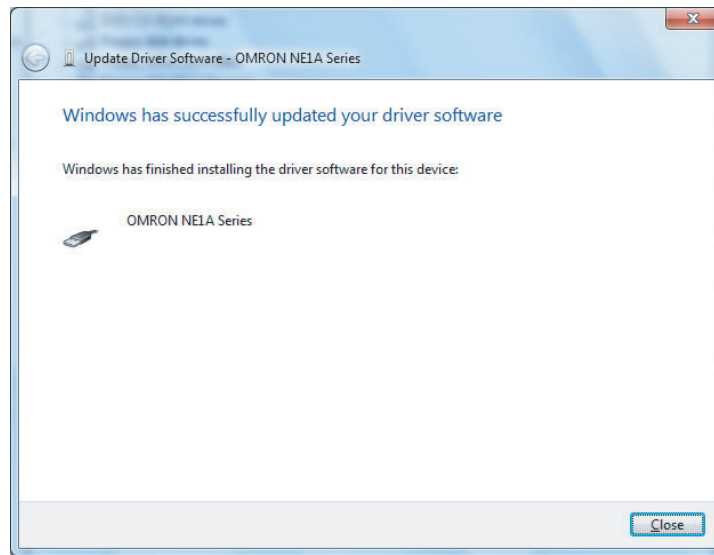 Update Driver Software - OMRON NE1A Series
Windows has successfully updated your driver software
Windows has finished installing the driver software for this device:
OMRON NE1A Series
Close